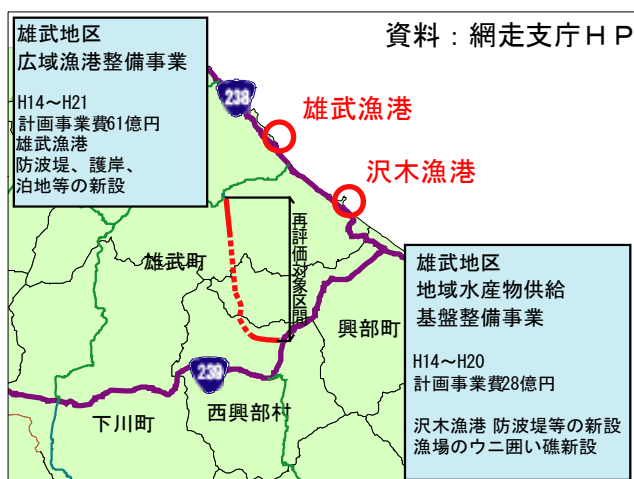 雄武地区
広域漁港整備事業
H14～H21
計画事業費61億円
雄武漁港
防波堤、護岸、
泊地等の新設
資料：網走支庁ＨＰ
238
雄武漁港
沢木漁港
再評価対象区間
雄武町
興部町
239
西興部村
下川町
雄武地区
地域水産物供給
基盤整備事業
H14～H20
計画事業費28億円
沢木漁港 防波堤等の新設
漁場のウニ囲い礁新設